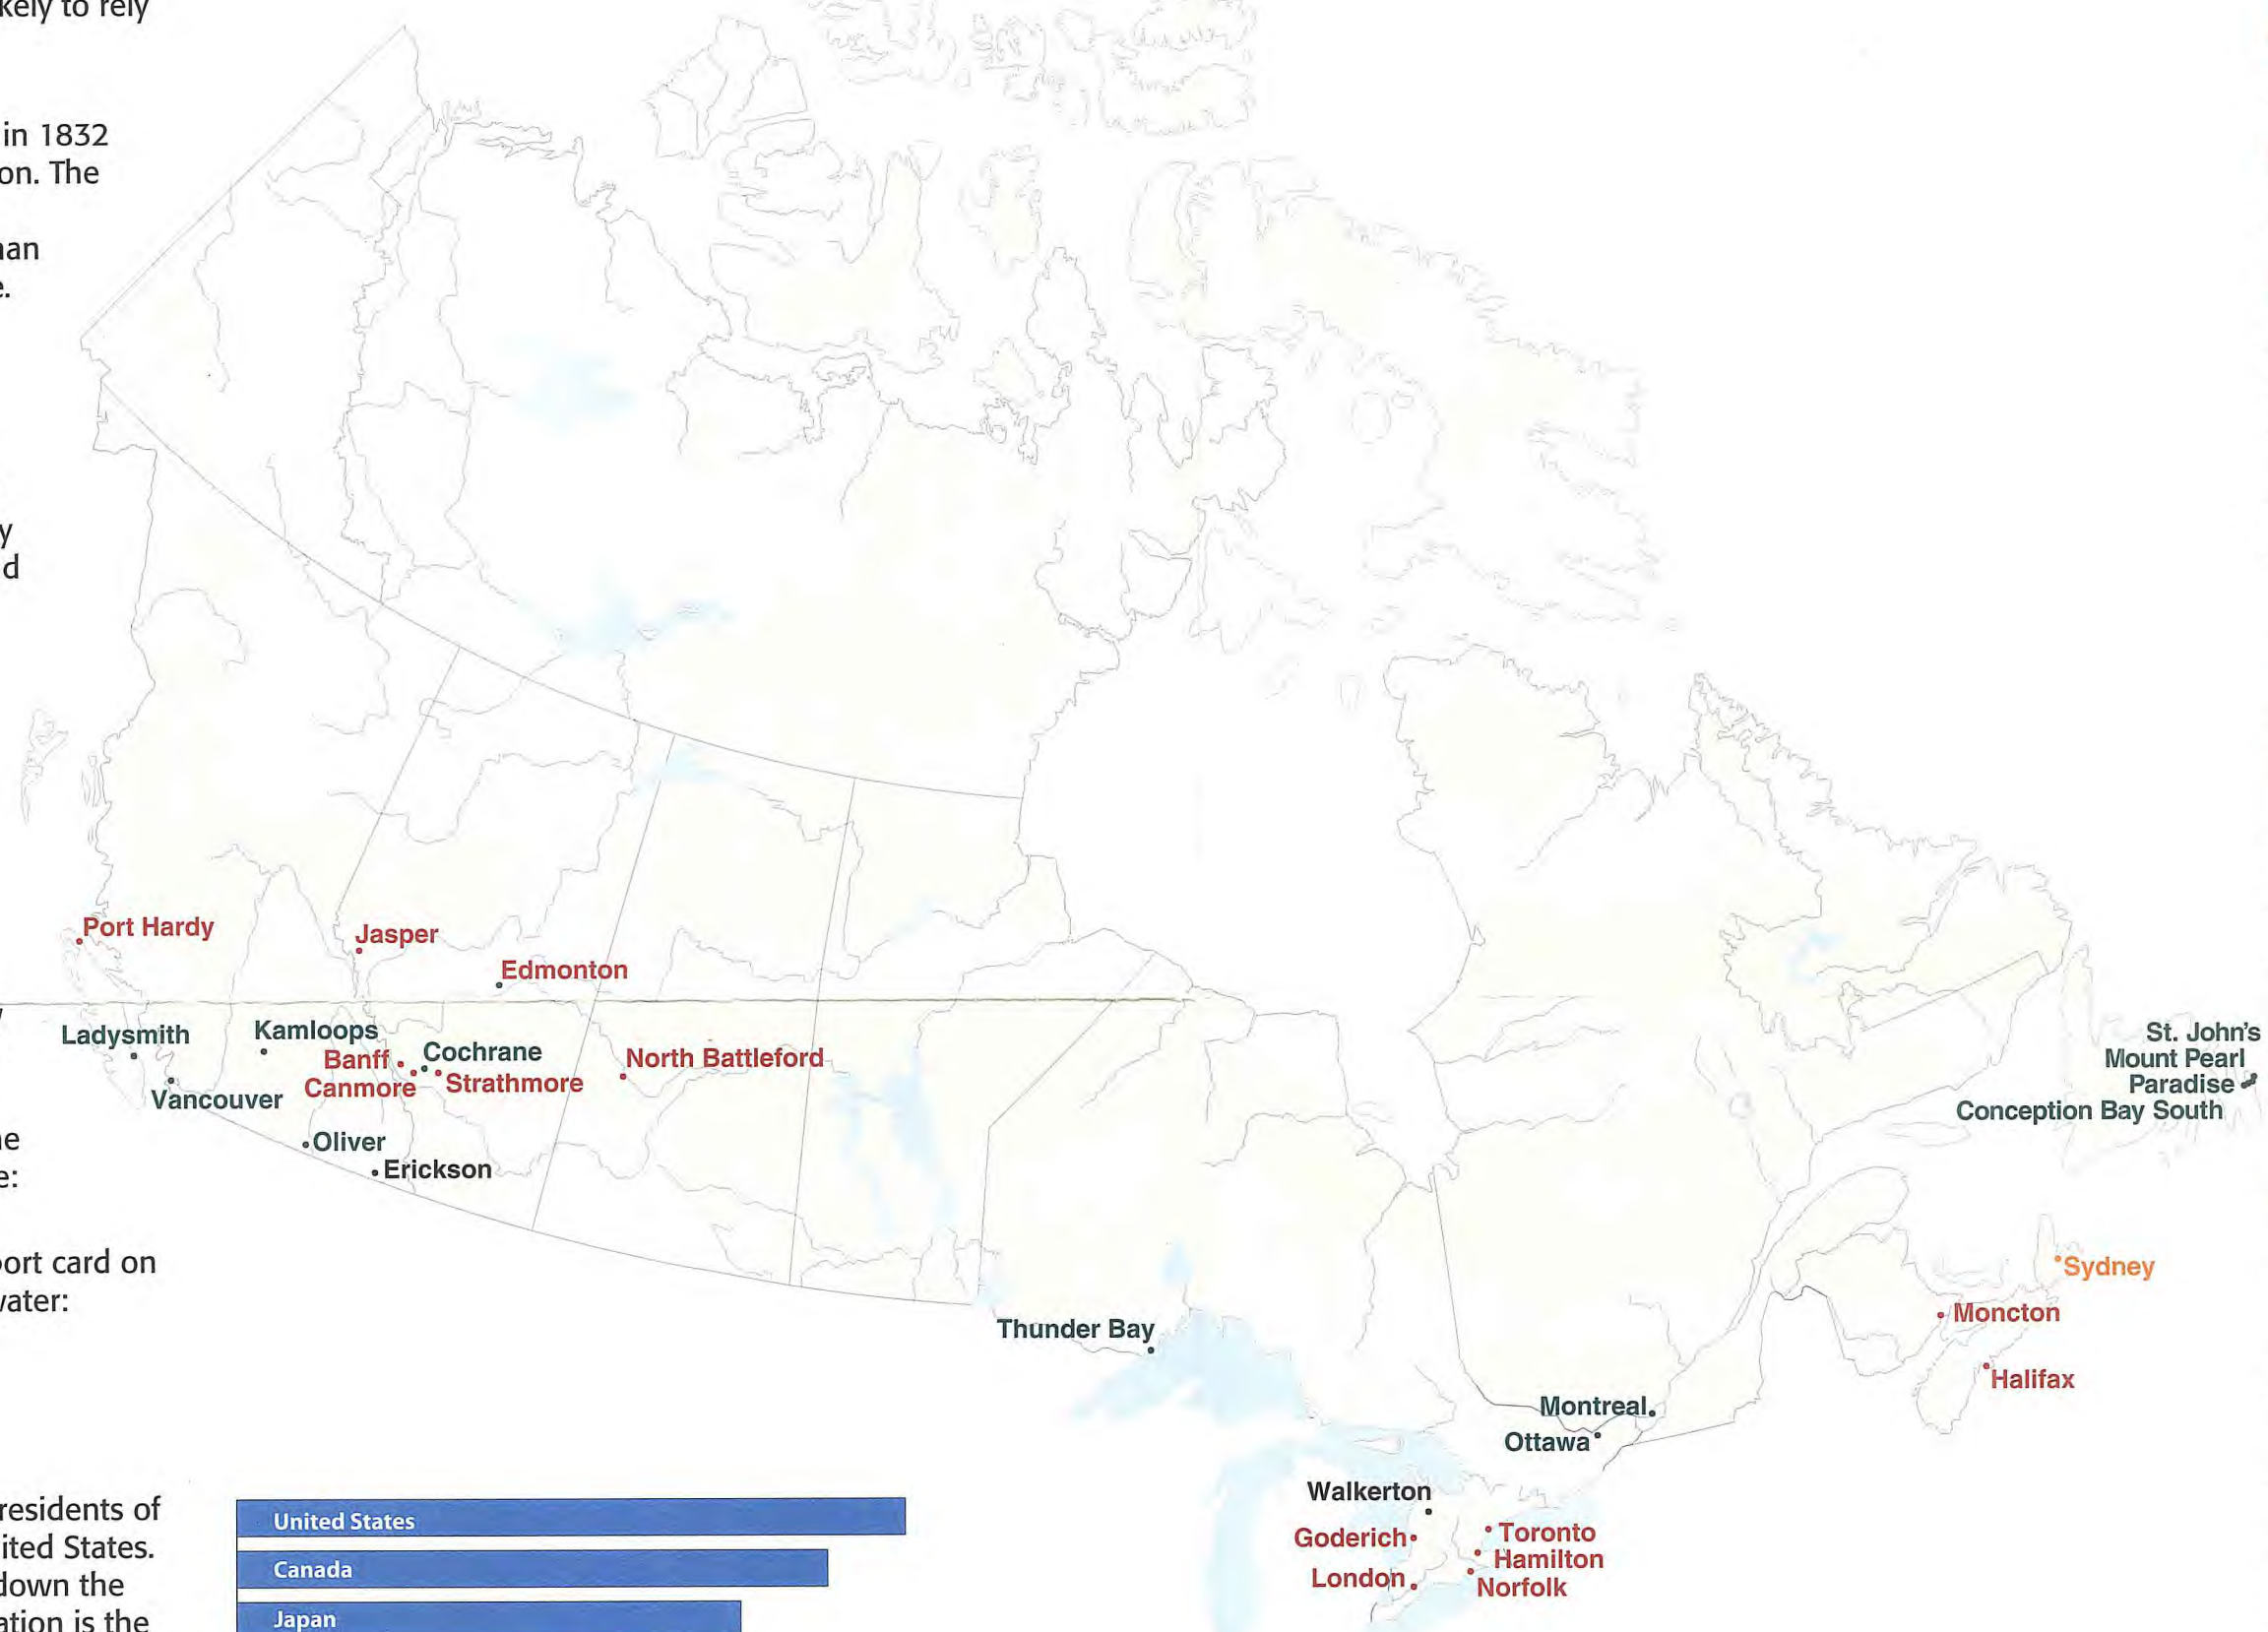 kely to rely
in 1832
on. The
an
e.
y
d
e
e:
port card on
water:
residents of
ited States.
down the
ation is the
Port Hardy
Jasper
Edmonton
Ladysmith
Kamloops
Banff
Cochrane
North Battleford
Canmore
Strathmore
Vancouver
Oliver
Erickson
St. John's
Mount Pearl
Paradise
Conception Bay South
Sydney
Thunder Bay
Moncton
Halifax
Montreal
Ottawa
Walkerton
Goderich
Toronto
Hamilton
London
Norfolk
United States
Canada
Japan